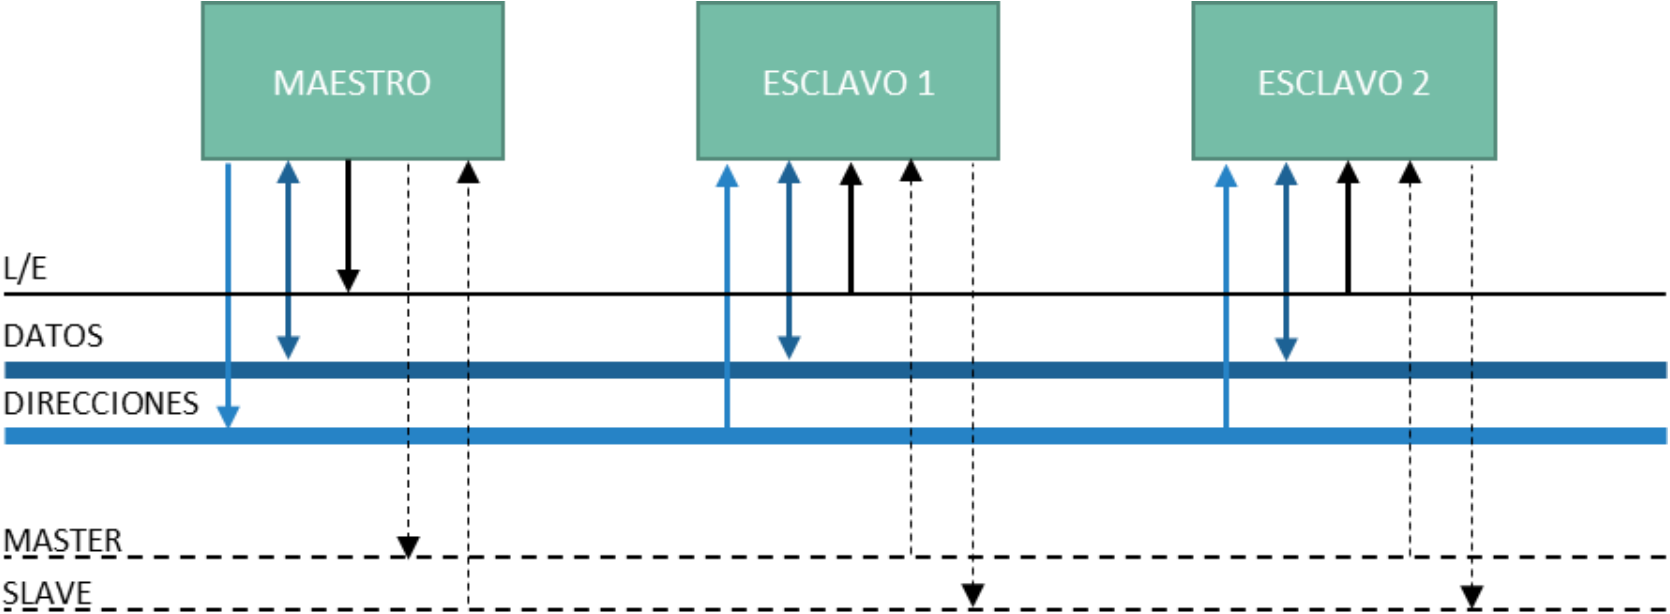 MAESTRO
ESCLAVO 1
ESCLAVO 2
L/E
DATOS
DIRECCIONES
MASTER
SLAVE